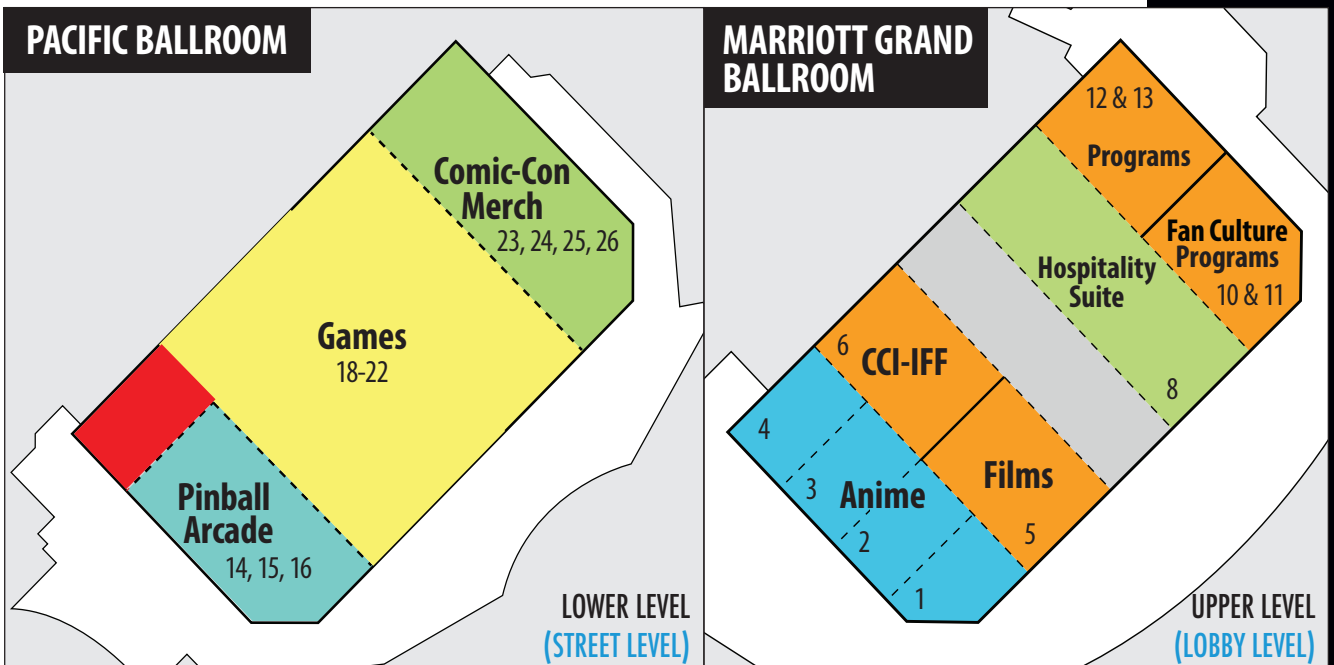 PACIFIC BALLROOM
Comic-Con
Merch
23, 24, 25, 26
Games
18-22
Pinball
Arcade
14, 15, 16
LOWER LEVEL
(STREET LEVEL)
MARRIOTT GRAND
BALLROOM
12 & 13
Programs
Fan Culture
Programs
10 & 11
Hospitality
Suite
8
6
CCI-IFF
Films
5
4
3
Anime
2
1
UPPER LEVEL
(LOBBY LEVEL)